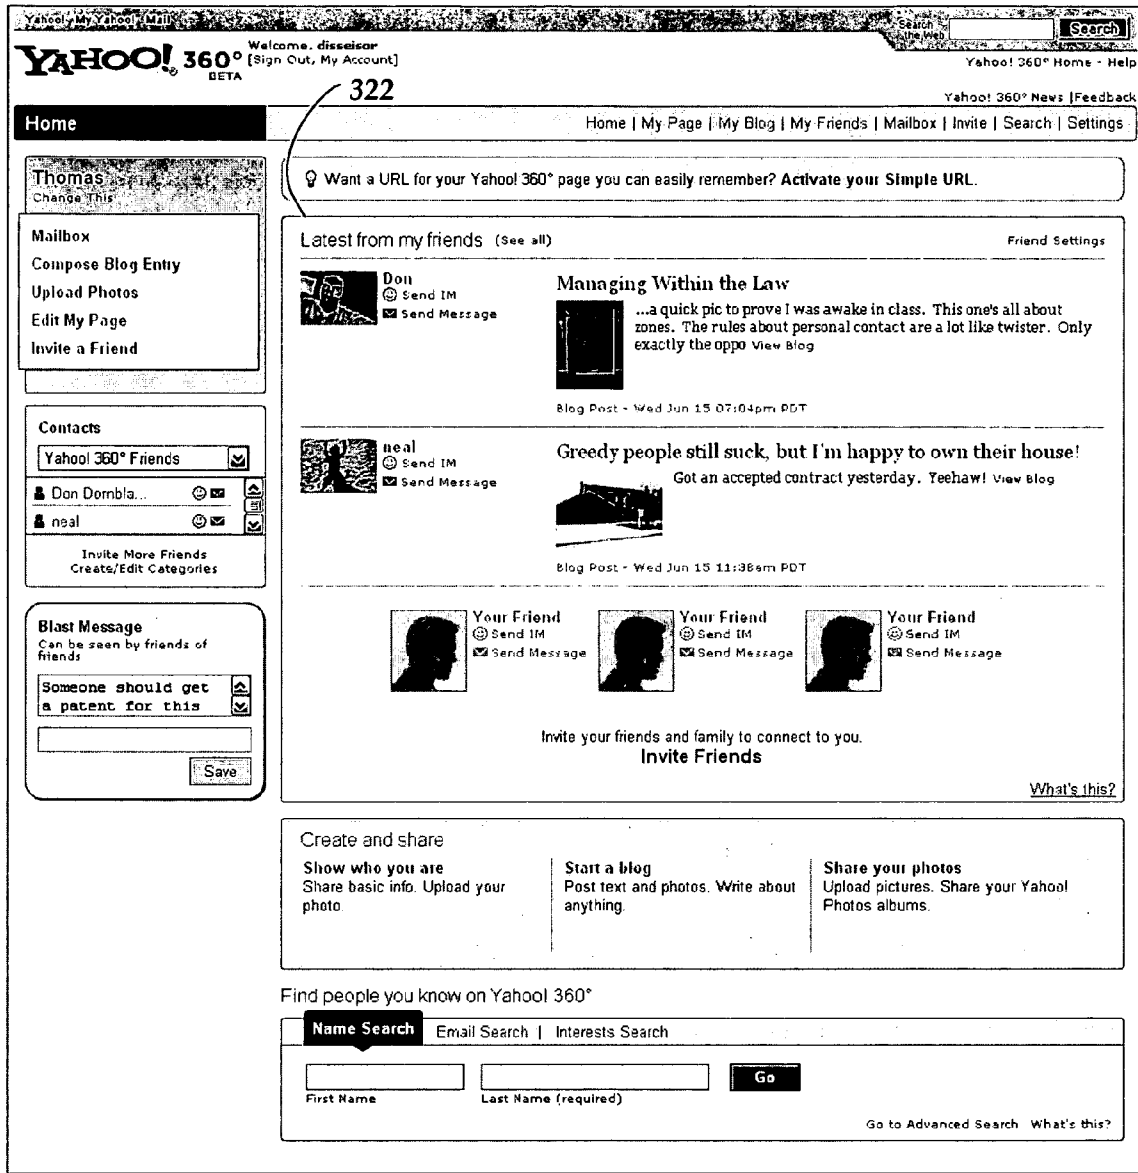 Yahoo! My Yahoo! Mail
Search the Web
Search
YAHOO! 360° BETA
Welcome, disseisor
[Sign Out, My Account]
Yahoo! 360° Home - Help
322
Yahoo! 360° News |Feedback
Home
Home | My Page | My Blog | My Friends | Mailbox | Invite | Search | Settings
Thomas
Change This
Mailbox
Compose Blog Entry
Upload Photos
Edit My Page
Invite a Friend
Contacts
Yahoo! 360° Friends
Don Dornbla...
neal
Invite More Friends
Create/Edit Categories
Blast Message
Can be seen by friends of
friends
Someone should get
a patent for this
Save
Want a URL for your Yahoo! 360° page you can easily remember? Activate your Simple URL.
Latest from my friends (See all)
Friend Settings
Don
Send IM
Send Message
Managing Within the Law
...a quick pic to prove I was awake in class. This one's all about
zones. The rules about personal contact are a lot like twister. Only
exactly the oppo View Blog
Blog Post - Wed Jun 15 07:04pm PDT
neal
Send IM
Send Message
Greedy people still suck, but I'm happy to own their house!
Got an accepted contract yesterday. Yeehaw! View Blog
Blog Post - Wed Jun 15 11:38am PDT
Your Friend
Send IM
Send Message
Your Friend
Send IM
Send Message
Your Friend
Send IM
Send Message
Invite your friends and family to connect to you.
Invite Friends
What's this?
Create and share
Show who you are
Share basic info. Upload your
photo.
Start a blog
Post text and photos. Write about
anything.
Share your photos
Upload pictures. Share your Yahoo!
Photos albums.
Find people you know on Yahoo! 360°
Name Search
Email Search | Interests Search
Go
First Name
Last Name (required)
Go to Advanced Search What's this?